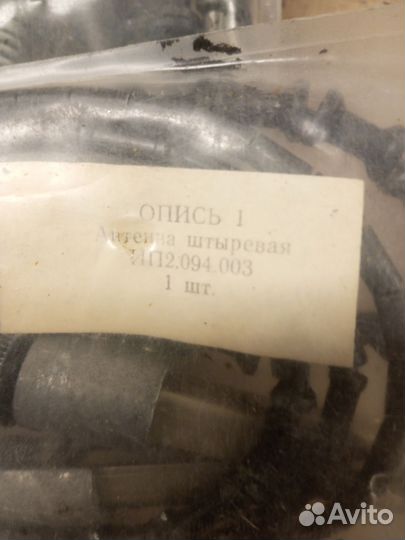 ОПИСЬ 1
Антенна штыревая
ИП2.094.003
1 шт.
Avito